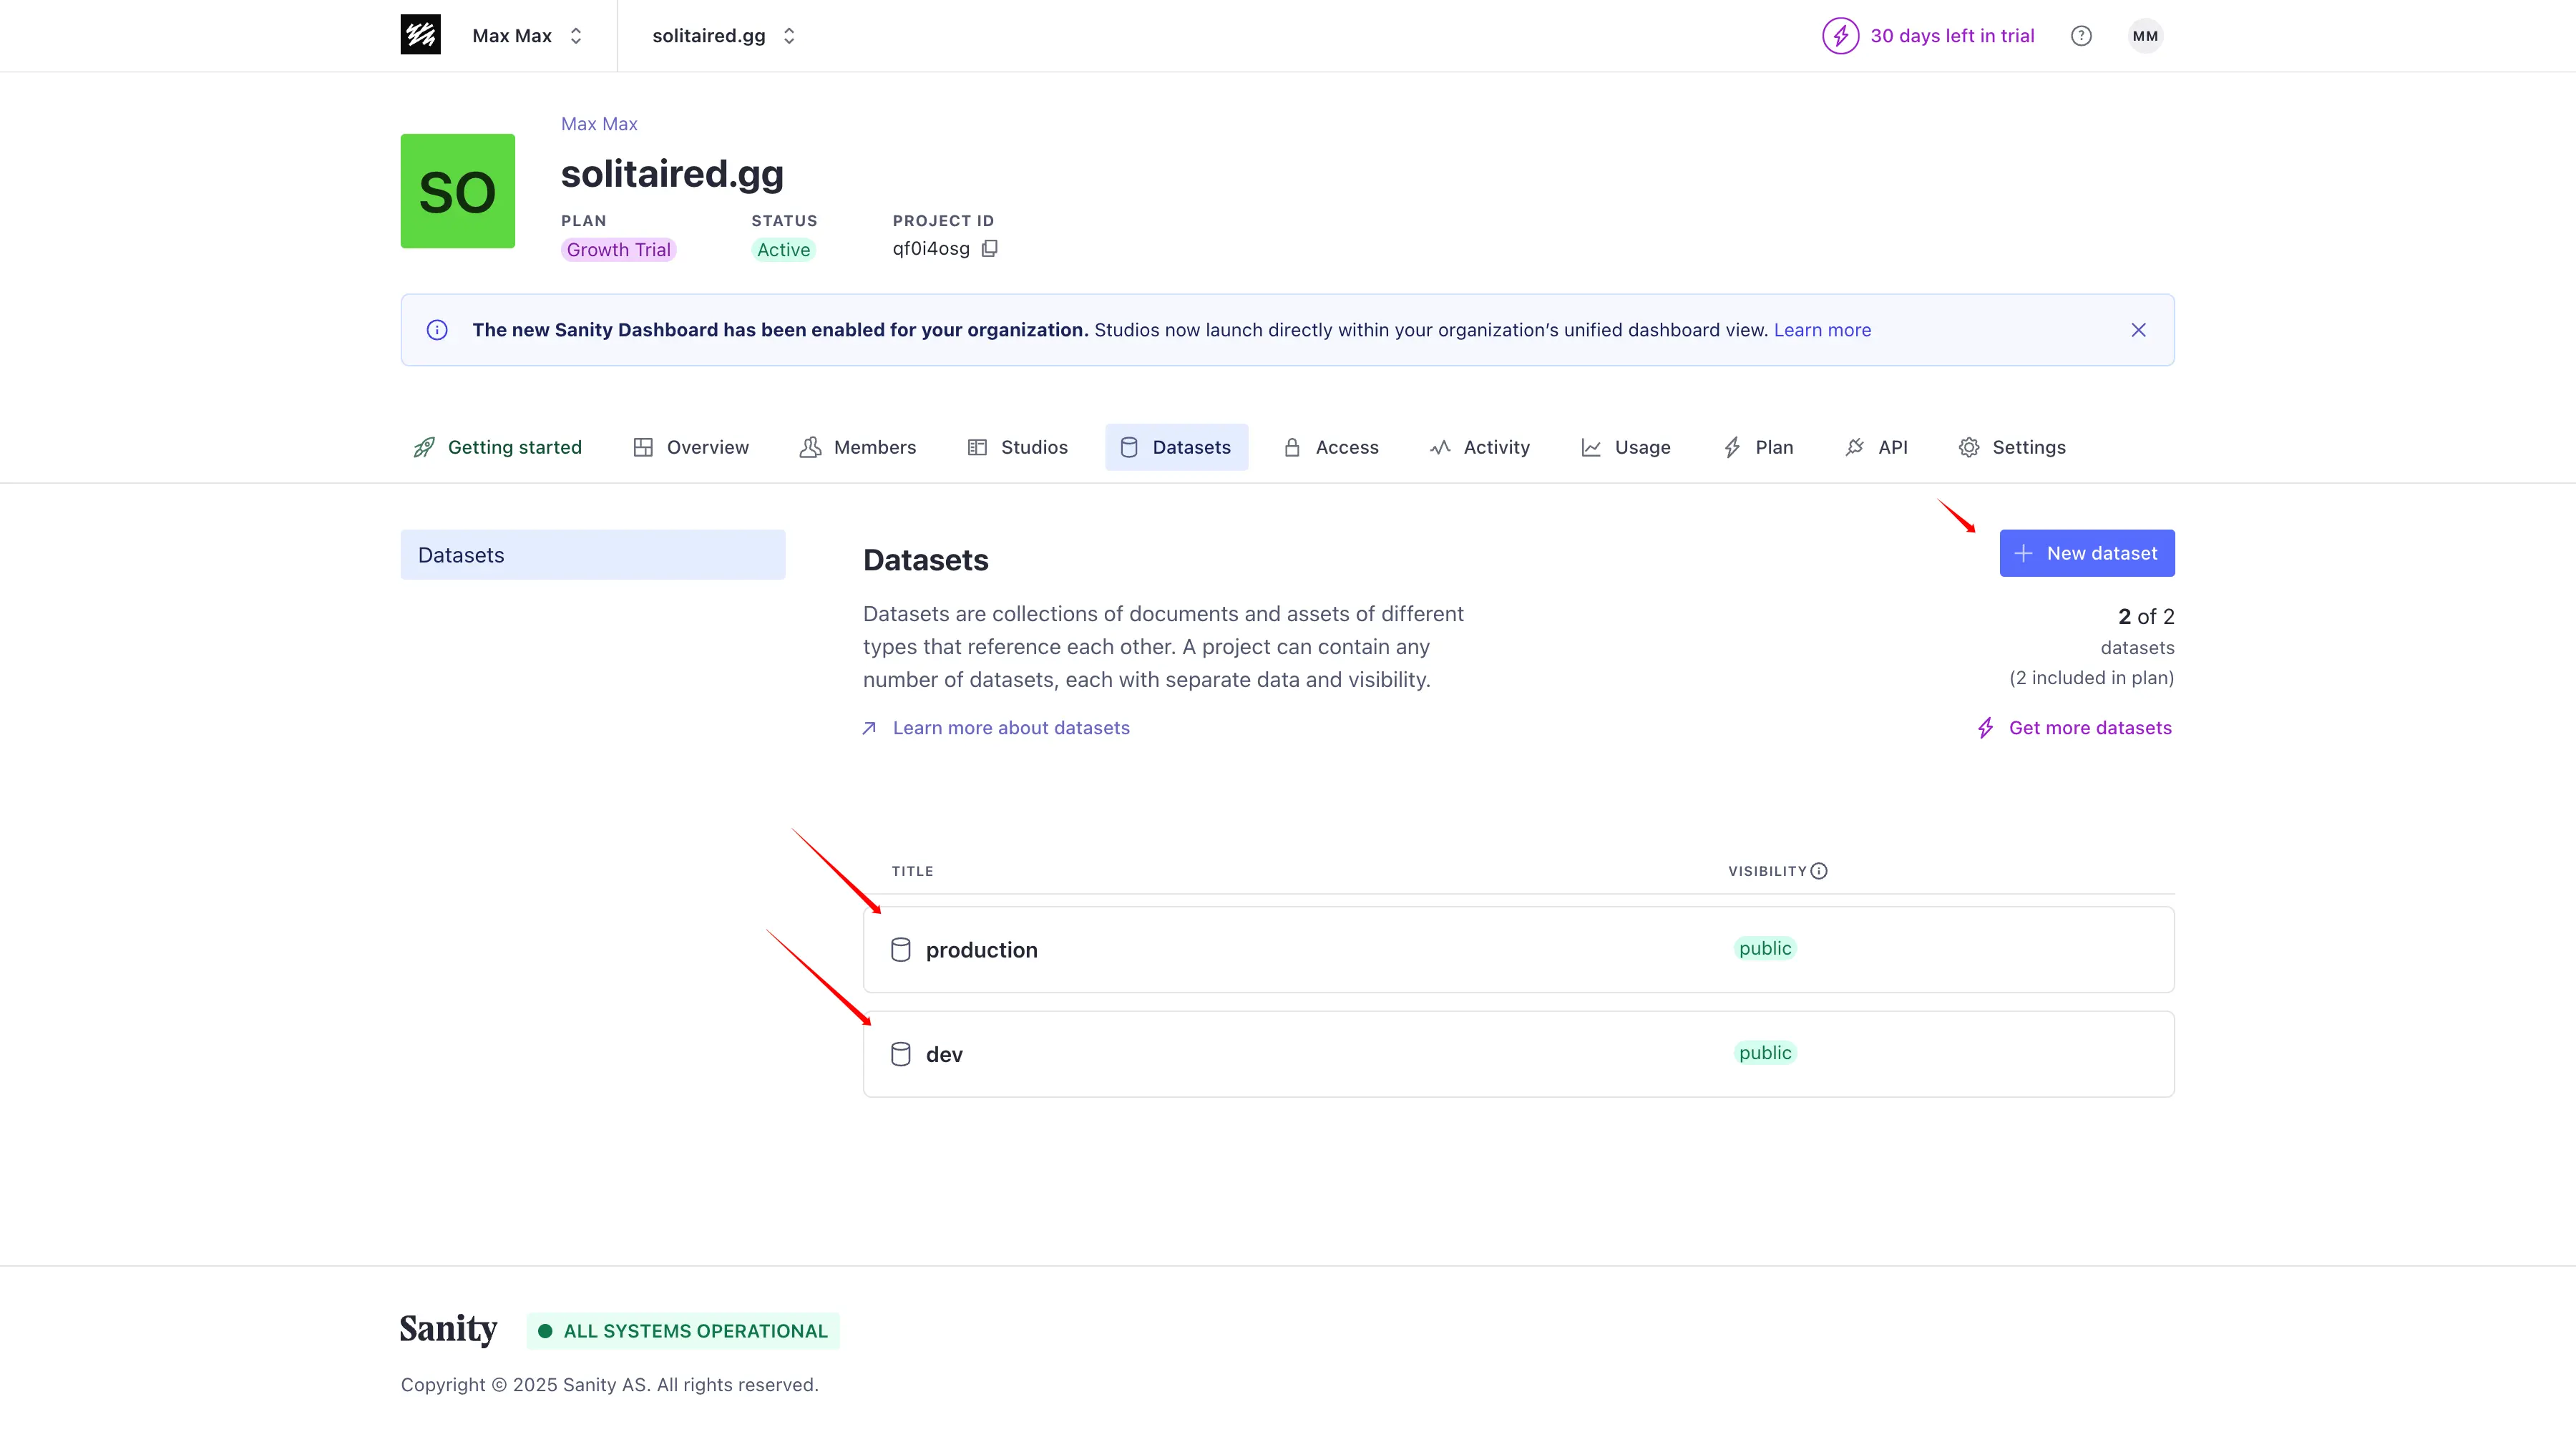 Max Max
solitaired.gg
30 days left in trial
MM
SO
Max Max
solitaired.gg
PLAN
STATUS
PROJECT ID
Growth Trial
Active
qf0i4osg
The new Sanity Dashboard has been enabled for your organization. Studios now launch directly within your organization’s unified dashboard view. Learn more
Getting started
Overview
Members
Studios
Datasets
Access
Activity
Usage
Plan
API
Settings
Datasets
Datasets
New dataset
Datasets are collections of documents and assets of different
types that reference each other. A project can contain any
number of datasets, each with separate data and visibility.
2 of 2
datasets
(2 included in plan)
Learn more about datasets
Get more datasets
TITLE
VISIBILITY
production
public
dev
public
Sanity
ALL SYSTEMS OPERATIONAL
Copyright © 2025 Sanity AS. All rights reserved.